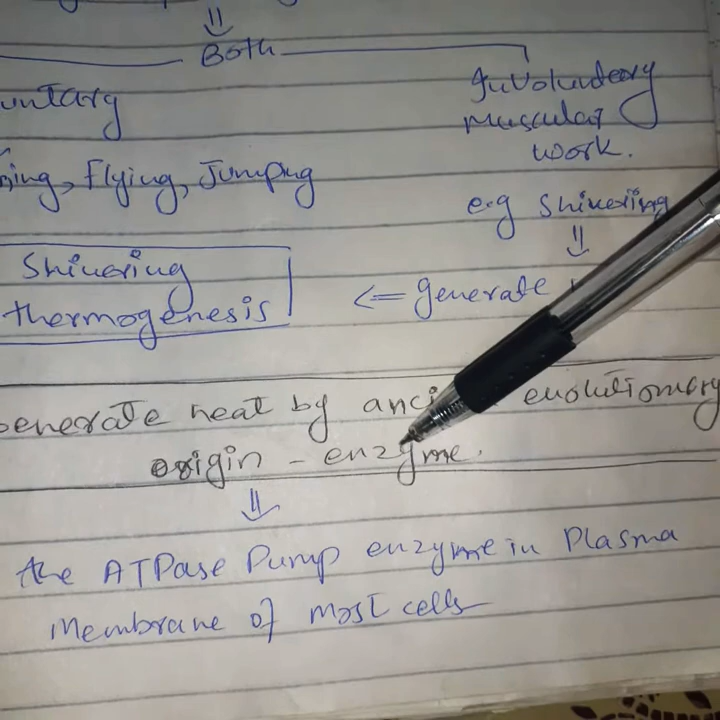 Both
untary
Involuntary
muscular
work.
ning, Flying, Jumping
e.g Shivering
Shivering
thermogenesis
<= generate
generate heat by anci evolutionary
origin - enzyme.
the ATPase Pump enzyme in Plasma
Membrane of most cells